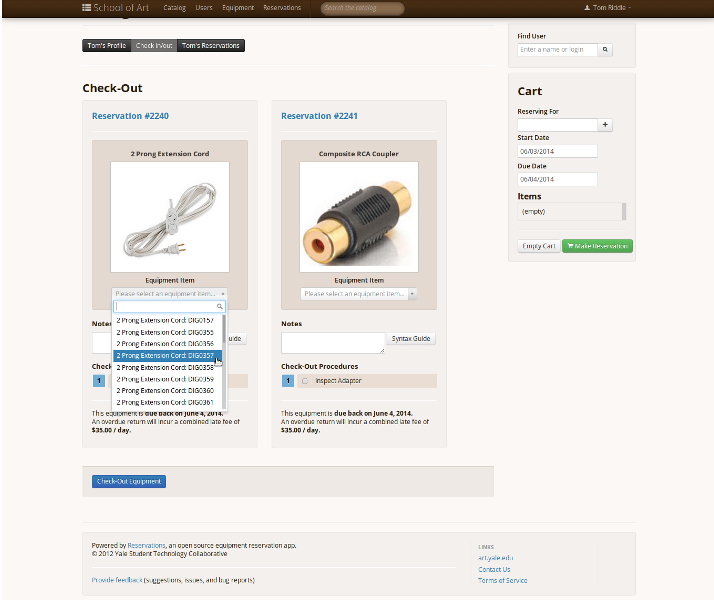 School of Art Catalog Users Equipment Reservations Search the catalog Tom Riddle
Tom's Profile Check in/out Tom's Reservations
Check-Out
Reservation #2240
2 Prong Extension Cord
Equipment Item
Please select an equipment item...
2 Prong Extension Cord: DIG0157
2 Prong Extension Cord: DIG0355
2 Prong Extension Cord: DIG0356
2 Prong Extension Cord: DIG0357
2 Prong Extension Cord: DIG0358
2 Prong Extension Cord: DIG0359
2 Prong Extension Cord: DIG0360
2 Prong Extension Cord: DIG0361
Notes
uide
Check
1
This equipment is due back on June 4, 2014.
An overdue return will incur a combined late fee of
$35.00 / day.
Reservation #2241
Composite RCA Coupler
Equipment Item
Please select an equipment item...
Notes
Syntax Guide
Check-Out Procedures
1 Inspect Adapter
This equipment is due back on June 4, 2014.
An overdue return will incur a combined late fee of
$35.00 / day.
Check-Out Equipment
Find User
Enter a name or login
Cart
Reserving For
+
Start Date
06/03/2014
Due Date
06/04/2014
Items
(empty)
Empty Cart Make Reservation
Powered by Reservations, an open source equipment reservation app.
© 2012 Yale Student Technology Collaborative
Provide feedback (suggestions, issues, and bug reports)
LINKS
art.yale.edu
Contact Us
Terms of Service